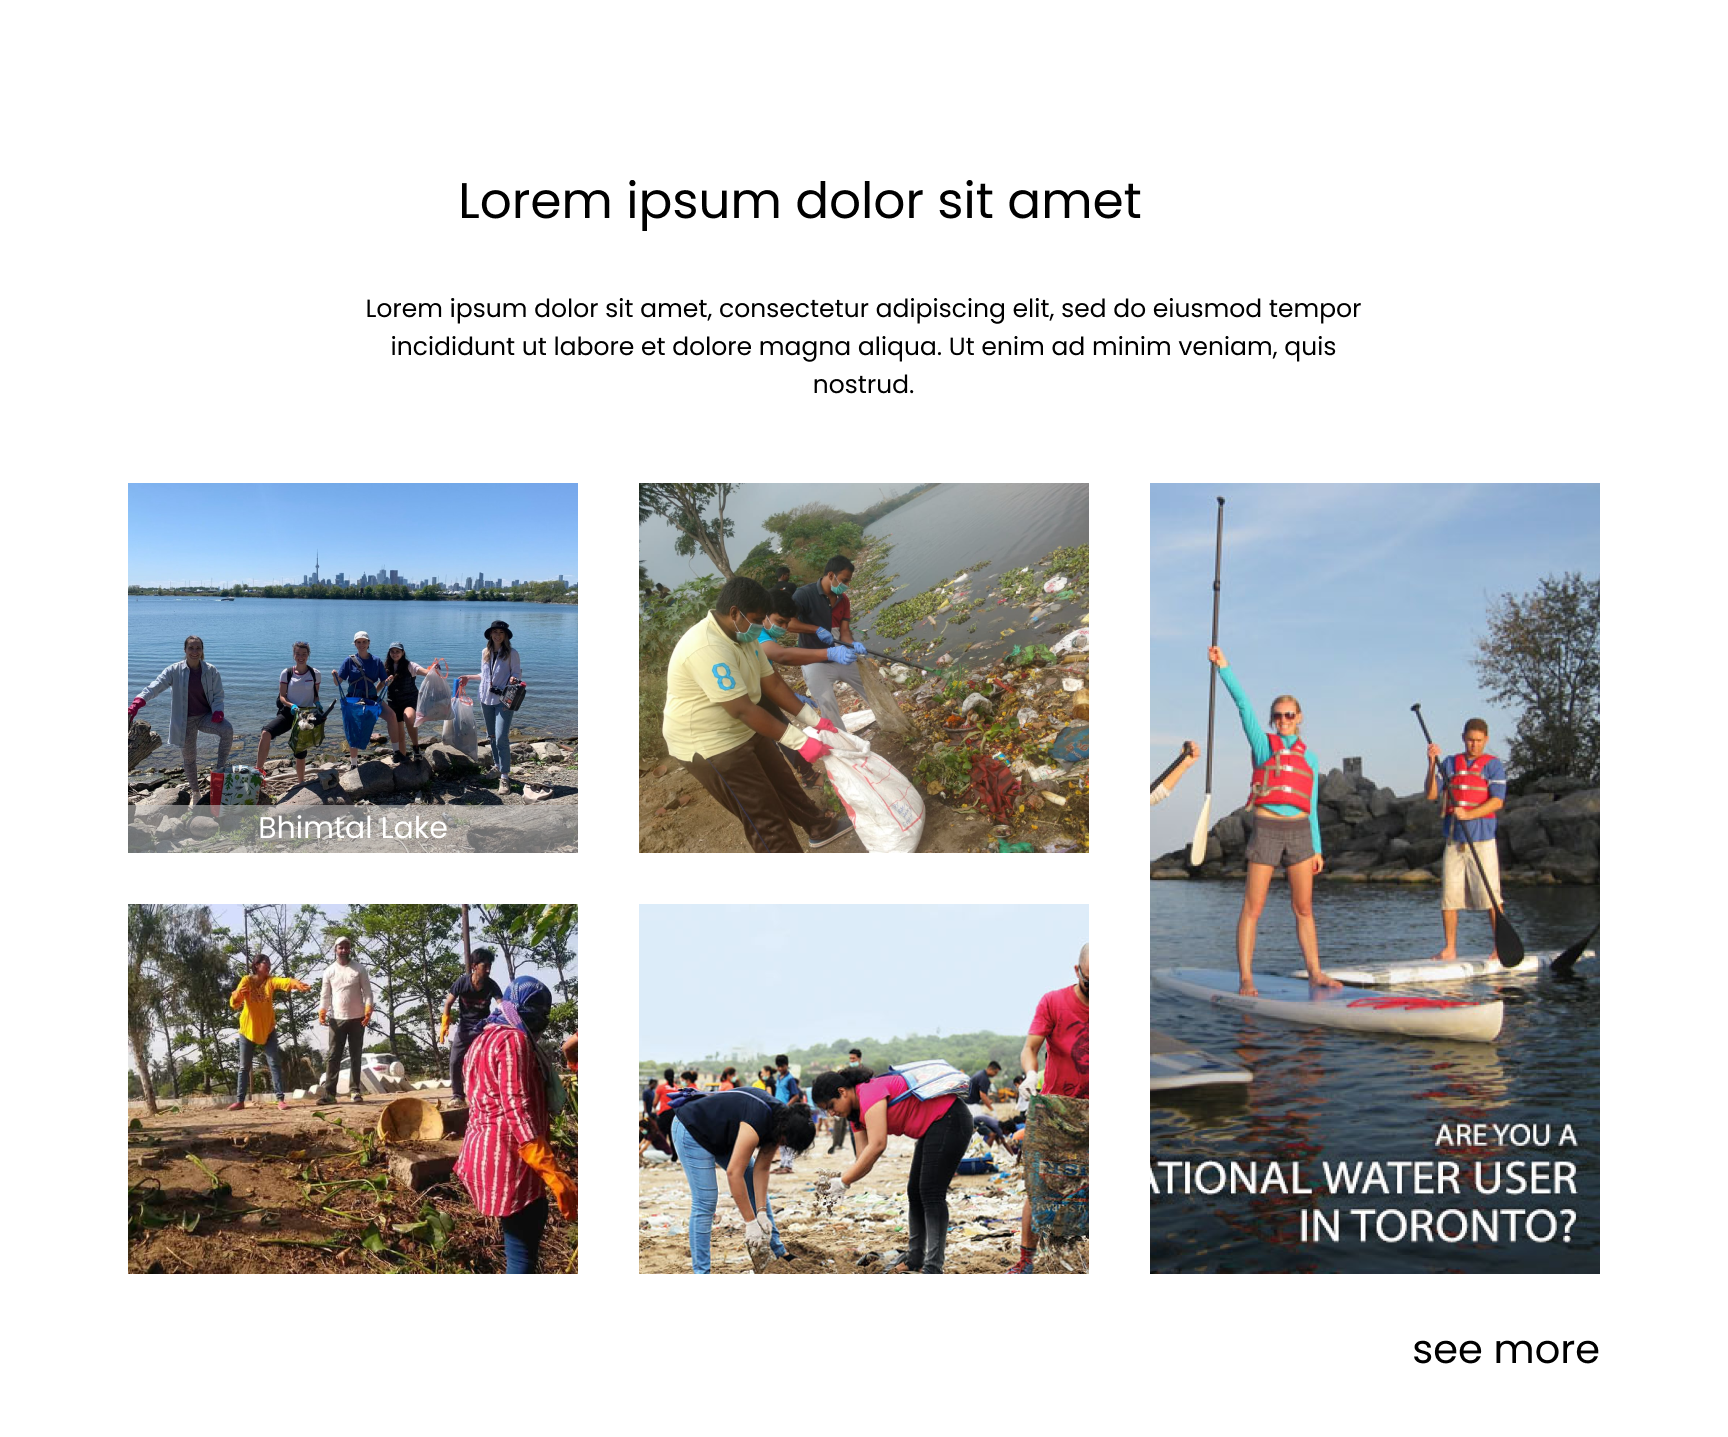 Lorem ipsum dolor sit amet
Lorem ipsum dolor sit amet, consectetur adipiscing elit, sed do eiusmod tempor
incididunt ut labore et dolore magna aliqua. Ut enim ad minim veniam, quis
nostrud.
Bhimtal Lake
8
ARE YOU A
ATIONAL WATER USER
IN TORONTO?
see more